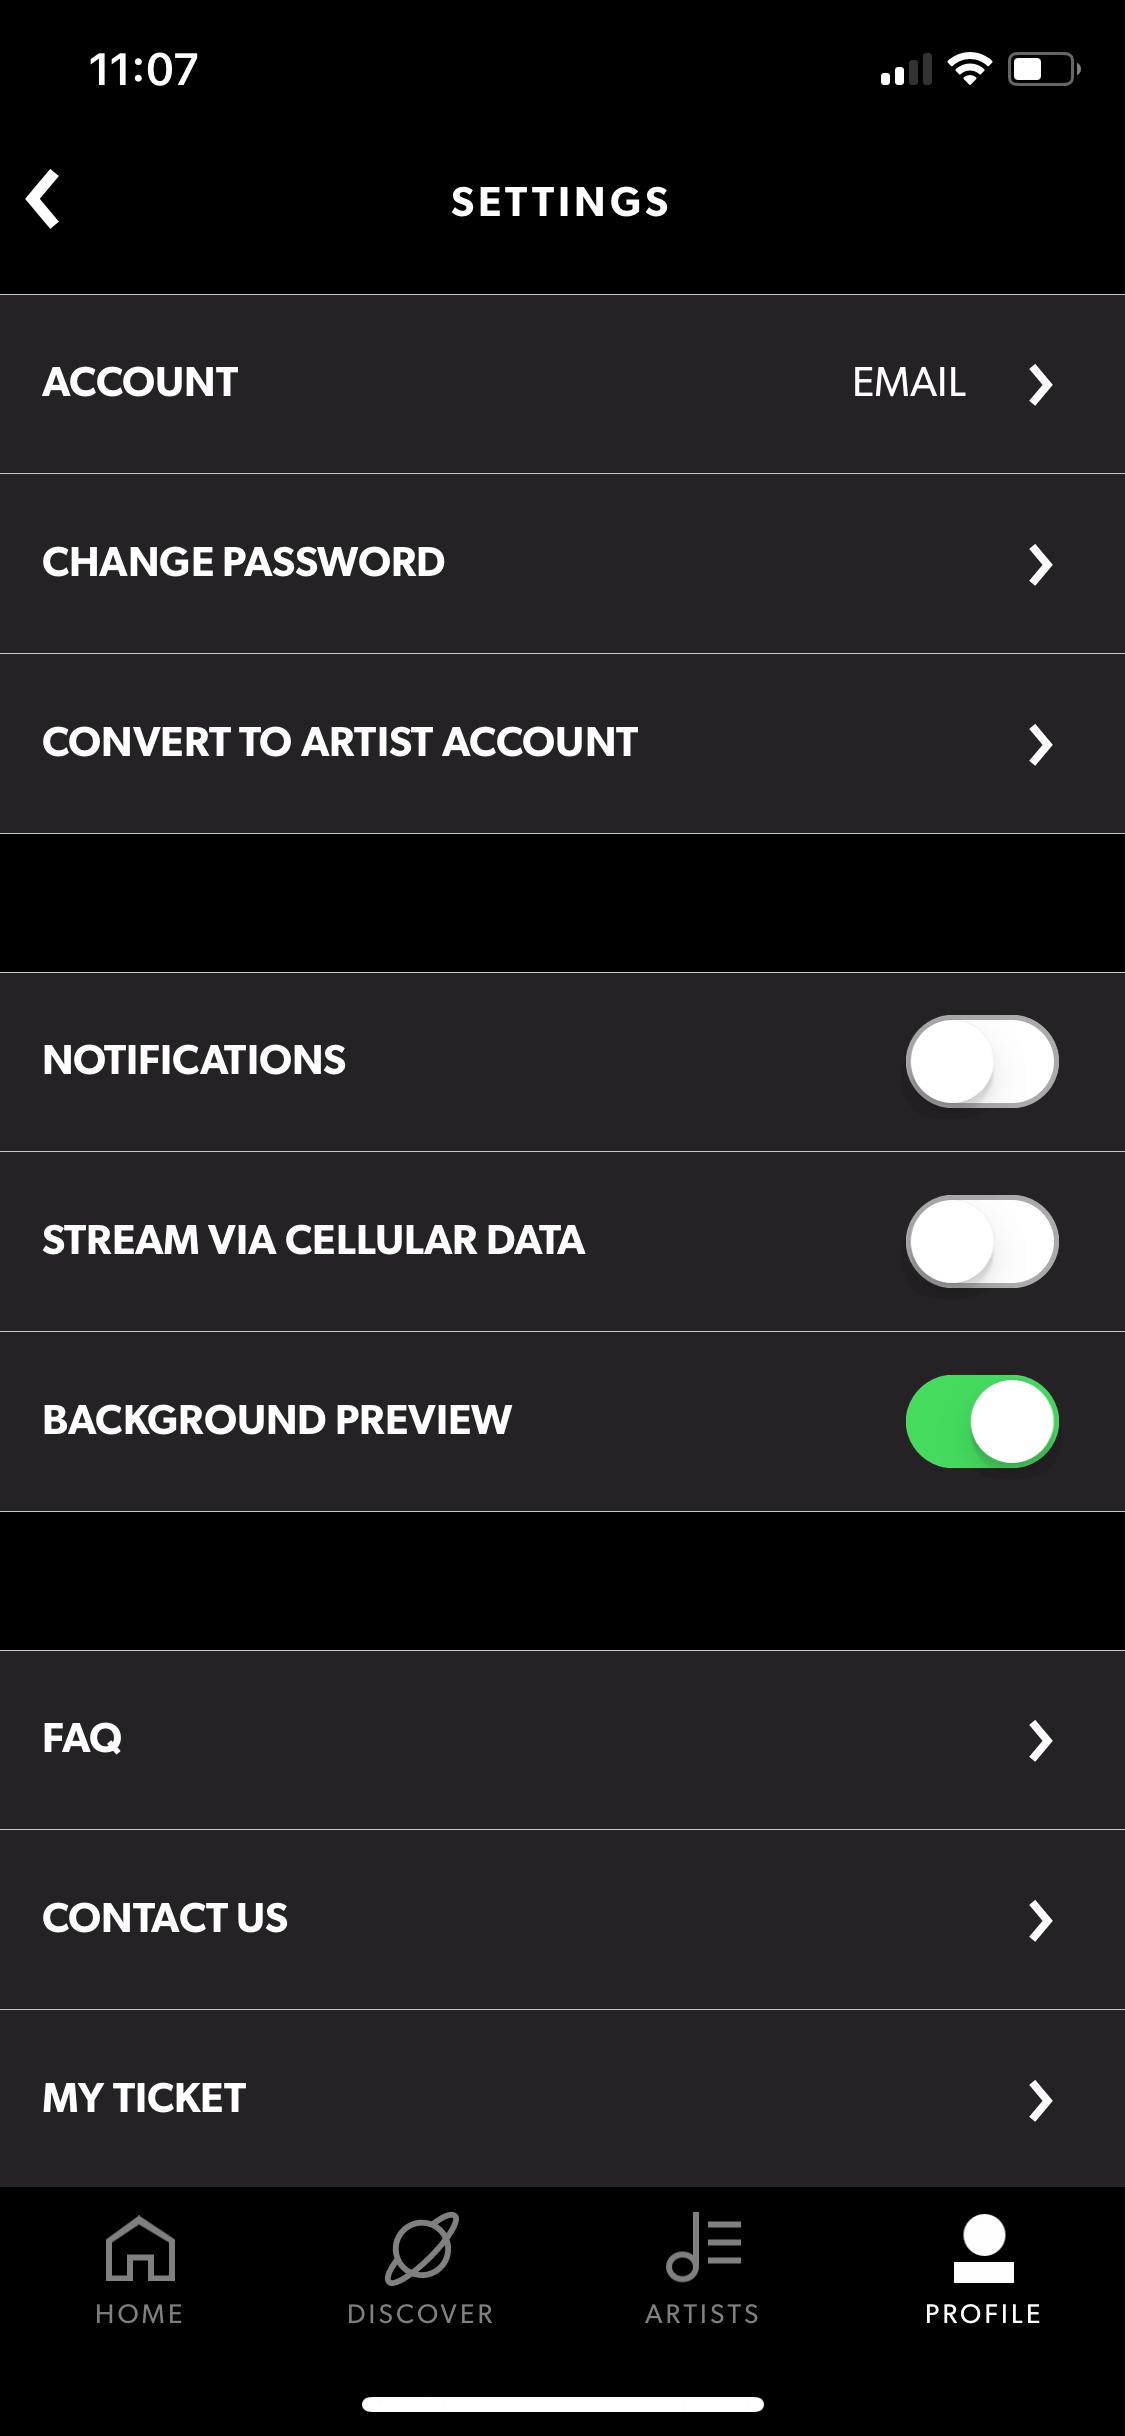 11:07
SETTINGS
ACCOUNT EMAIL
CHANGE PASSWORD
CONVERT TO ARTIST ACCOUNT
NOTIFICATIONS
STREAM VIA CELLULAR DATA
BACKGROUND PREVIEW
FAQ
CONTACT US
MY TICKET
HOME DISCOVER ARTISTS PROFILE